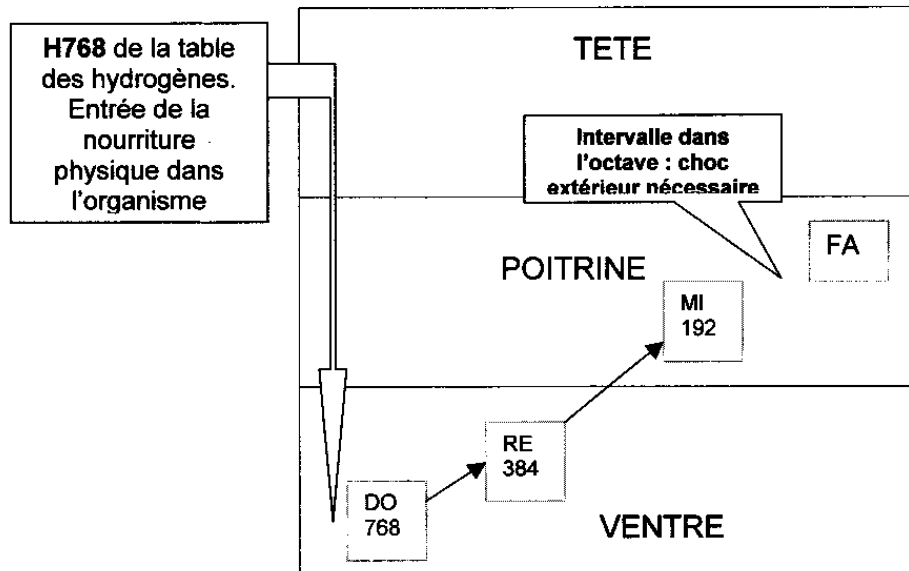 H768 de la table
des hydrogènes.
Entrée de la
nourriture
physique dans
l'organisme
TETE
Intervalle dans
l'octave : choc
extérieur nécessaire
FA
POITRINE
MI
192
RE
384
DO
768
VENTRE